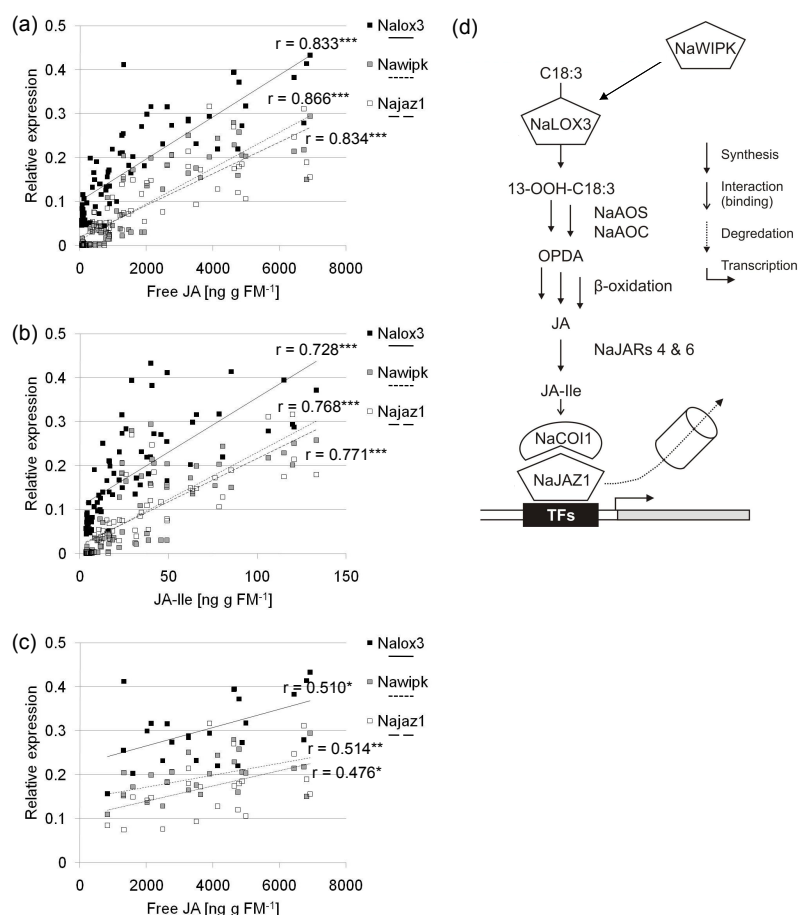 (a)
0.5
0.4
0.3
0.2
0.1
0
Relative expression
0 2000 4000 6000 8000
Free JA [ng g FM-1]
r = 0.833***
r = 0.866***
r = 0.834***
Nalox3
Nawipk
Najaz1
(b)
0.5
0.4
0.3
0.2
0.1
0
Relative expression
0 50 100 150
JA-Ile [ng g FM-1]
r = 0.728***
r = 0.768***
r = 0.771***
Nalox3
Nawipk
Najaz1
(c)
0.5
0.4
0.3
0.2
0.1
0
Relative expression
0 2000 4000 6000 8000
Free JA [ng g FM-1]
r = 0.510*
r = 0.514**
r = 0.476*
Nalox3
Nawipk
Najaz1
(d)
NaWIPK
C18:3
NaLOX3
13-OOH-C18:3
NaAOS
NaAOC
OPDA
β-oxidation
JA
NaJARs 4 & 6
JA-Ile
NaCOI1
NaJAZ1
TFs
Synthesis
Interaction
(binding)
Degredation
Transcription